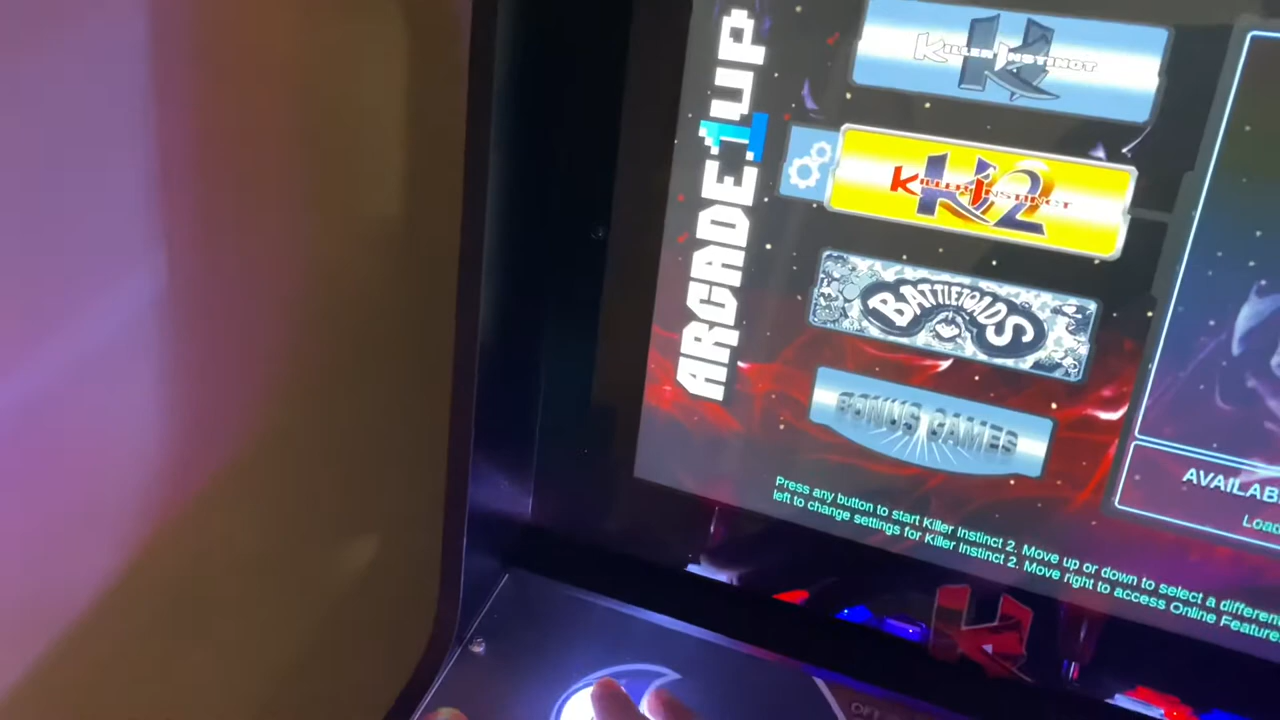 ARCADE1UP
KILLER INSTINCT
KILLER INSTINCT 2
BATTLETOADS
BONUS GAMES
Press any button to start Killer Instinct 2. Move up or down to select a different
left to change settings for Killer Instinct 2. Move right to access Online Feature
AVAILAB
Load